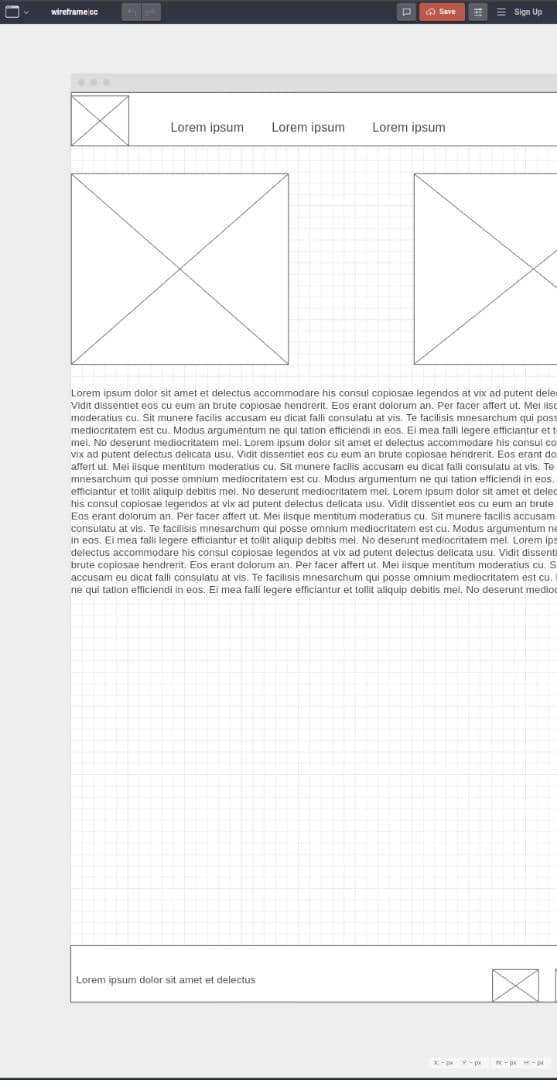 wireframe|cc
Save
Sign Up
Lorem ipsum Lorem ipsum Lorem ipsum
Lorem ipsum dolor sit amet et delectus accommodare his consul copiosae legendos at vix ad putent
Vidit dissentiet eos cu eum an brute copiosae hendrerit. Eos erant dolorum an. Per facer affert ut. Mei
moderatius cu. Sit munere facilis accusam eu dicat falli consulatu at vis. Te facilisis mnesarchum qui
mediocritatem est cu. Modus argumentum ne qui tation efficiendi in eos. Ei mea falli legere efficiantur et
mei. No deserunt mediocritatem mel. Lorem ipsum dolor sit amet et delectus accommodare his consul
vix ad putent delectus delicata usu. Vidit dissentiet eos cu eum an brute copiosae hendrerit. Eos erant
affert ut. Mei iisque mentitum moderatius cu. Sit munere facilis accusam eu dicat falli consulatu at vis. Te
mnesarchum qui posse omnium mediocritatem est cu. Modus argumentum ne qui tation efficiendi in eos.
efficiantur et tollit aliquip debitis mei. No deserunt mediocritatem mel. Lorem ipsum dolor sit amet et
his consul copiosae legendos at vix ad putent delectus delicata usu. Vidit dissentiet eos cu eum an brute
Eos erant dolorum an. Per facer affert ut. Mei iisque mentitum moderatius cu. Sit munere facilis accusam
consulatu at vis. Te facilisis mnesarchum qui posse omnium mediocritatem est cu. Modus argumentum
in eos. Ei mea falli legere efficiantur et tollit aliquip debitis mei. No deserunt mediocritatem mel. Lorem
delectus accommodare his consul copiosae legendos at vix ad putent delectus delicata usu. Vidit
brute copiosae hendrerit. Eos erant dolorum an. Per facer affert ut. Mei iisque mentitum moderatius cu.
accusam eu dicat falli consulatu at vis. Te facilisis mnesarchum qui posse omnium mediocritatem est cu.
ne qui tation efficiendi in eos. Ei mea falli legere efficiantur et tollit aliquip debitis mei. No deserunt
Lorem ipsum dolor sit amet et delectus
X: - px Y: - px W: - px H: - px